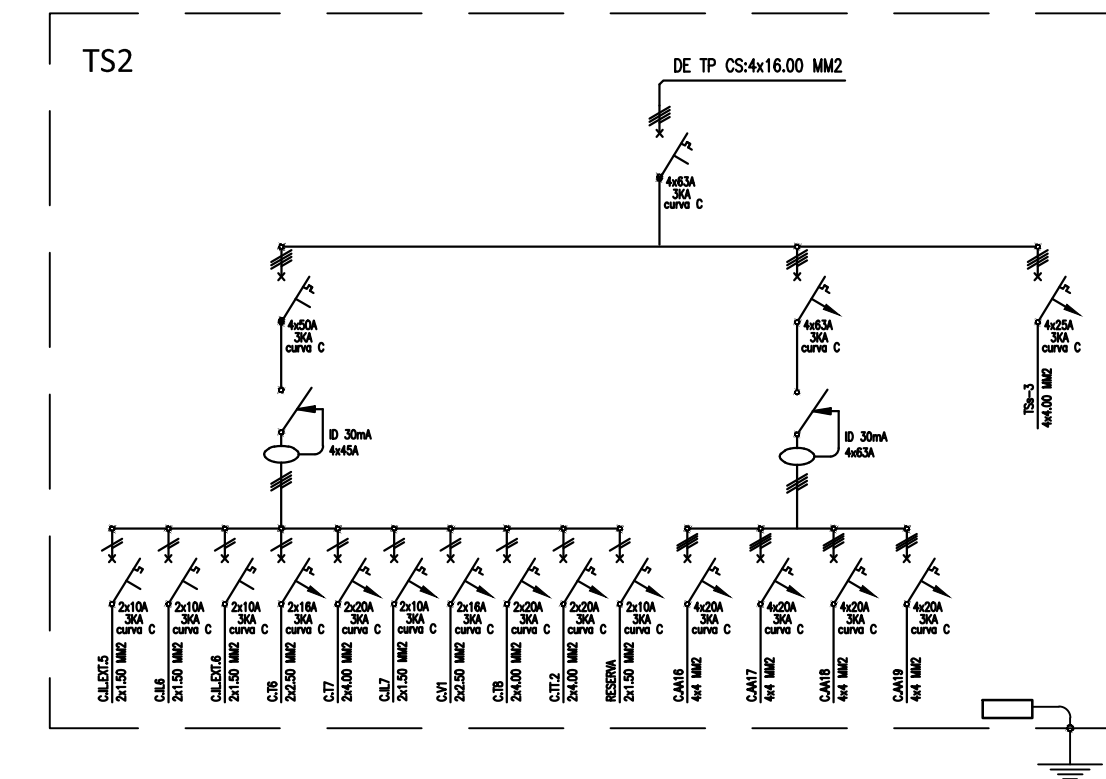 TS2
DE TP CS:4x16.00 MM2
4x63A
3KA
curva C
4x50A
3KA
curva C
4x63A
3KA
curva C
4x25A
3KA
curva C
TSa-3
4x4.00 MM2
ID 30mA
4x45A
ID 30mA
4x63A
2x10A
3KA
curva C
C.IL.EXT.5
2x1.50 MM2
2x10A
3KA
curva C
C.IL6
2x1.50 MM2
2x10A
3KA
curva C
C.IL.EXT.6
2x1.50 MM2
2x16A
3KA
curva C
C.T6
2x2.50 MM2
2x20A
3KA
curva C
C.T7
2x4.00 MM2
2x10A
3KA
curva C
C.IL7
2x1.50 MM2
2x16A
3KA
curva C
C.V1
2x2.50 MM2
2x20A
3KA
curva C
C.T8
2x4.00 MM2
2x20A
3KA
curva C
C.TT.2
2x4.00 MM2
2x10A
3KA
curva C
RESERVA
2x1.50 MM2
4x20A
3KA
curva C
C.AA16
4x4 MM2
4x20A
3KA
curva C
C.AA17
4x4 MM2
4x20A
3KA
curva C
C.AA18
4x4 MM2
4x20A
3KA
curva C
C.AA19
4x4 MM2